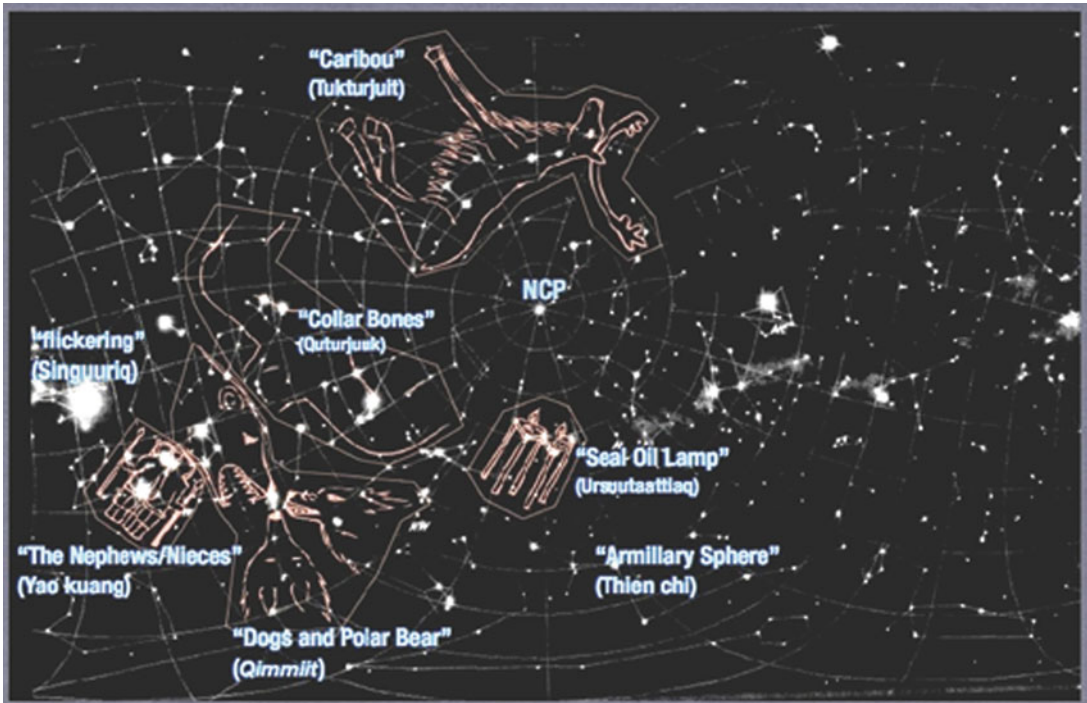 “Caribou”
(Tukturjuit)
NCP
“Collar Bones”
(Quturjuuk)
“flickering”
(Singuuriq)
“Seal Oil Lamp”
(Ursuutaattiaq)
“The Nephews/Nieces”
(Yao kuang)
“Armillary Sphere”
(Thien chi)
“Dogs and Polar Bear”
(Qimmiit)